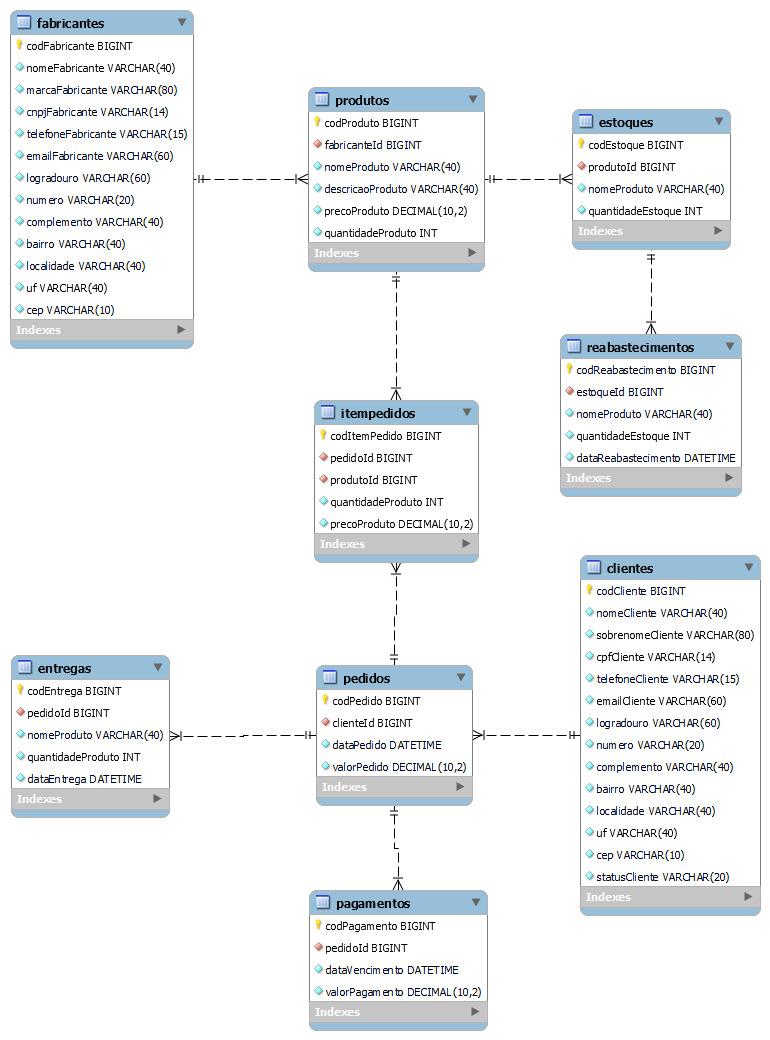 fabricantes
codFabricante BIGINT
nomeFabricante VARCHAR(40)
marcaFabricante VARCHAR(80)
cnpjFabricante VARCHAR(14)
telefoneFabricante VARCHAR(15)
emailFabricante VARCHAR(60)
logradouro VARCHAR(60)
numero VARCHAR(20)
complemento VARCHAR(40)
bairro VARCHAR(40)
localidade VARCHAR(40)
uf VARCHAR(40)
cep VARCHAR(10)
Indexes
produtos
codProduto BIGINT
fabricanteId BIGINT
nomeProduto VARCHAR(40)
descricaoProduto VARCHAR(40)
precoProduto DECIMAL(10,2)
quantidadeProduto INT
Indexes
estoques
codEstoque BIGINT
produtoId BIGINT
nomeProduto VARCHAR(40)
quantidadeEstoque INT
Indexes
reabastecimentos
codReabastecimento BIGINT
estoqueId BIGINT
nomeProduto VARCHAR(40)
quantidadeEstoque INT
dataReabastecimento DATETIME
Indexes
itempedidos
codItemPedido BIGINT
pedidoId BIGINT
produtoId BIGINT
quantidadeProduto INT
precoProduto DECIMAL(10,2)
Indexes
clientes
codCliente BIGINT
nomeCliente VARCHAR(40)
sobrenomeCliente VARCHAR(80)
cpfCliente VARCHAR(14)
telefoneCliente VARCHAR(15)
emailCliente VARCHAR(60)
logradouro VARCHAR(60)
numero VARCHAR(20)
complemento VARCHAR(40)
bairro VARCHAR(40)
localidade VARCHAR(40)
uf VARCHAR(40)
cep VARCHAR(10)
statusCliente VARCHAR(20)
Indexes
entregas
codEntrega BIGINT
pedidoId BIGINT
nomeProduto VARCHAR(40)
quantidadeProduto INT
dataEntrega DATETIME
Indexes
pedidos
codPedido BIGINT
clienteId BIGINT
dataPedido DATETIME
valorPedido DECIMAL(10,2)
Indexes
pagamentos
codPagamento BIGINT
pedidoId BIGINT
dataVencimento DATETIME
valorPagamento DECIMAL(10,2)
Indexes